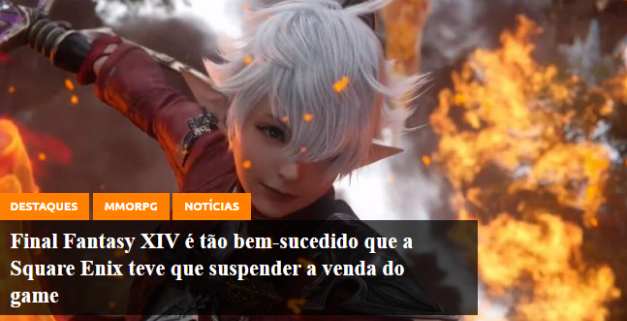 DESTAQUES MMORPG NOTÍCIAS
Final Fantasy XIV é tão bem-sucedido que a
Square Enix teve que suspender a venda do
game